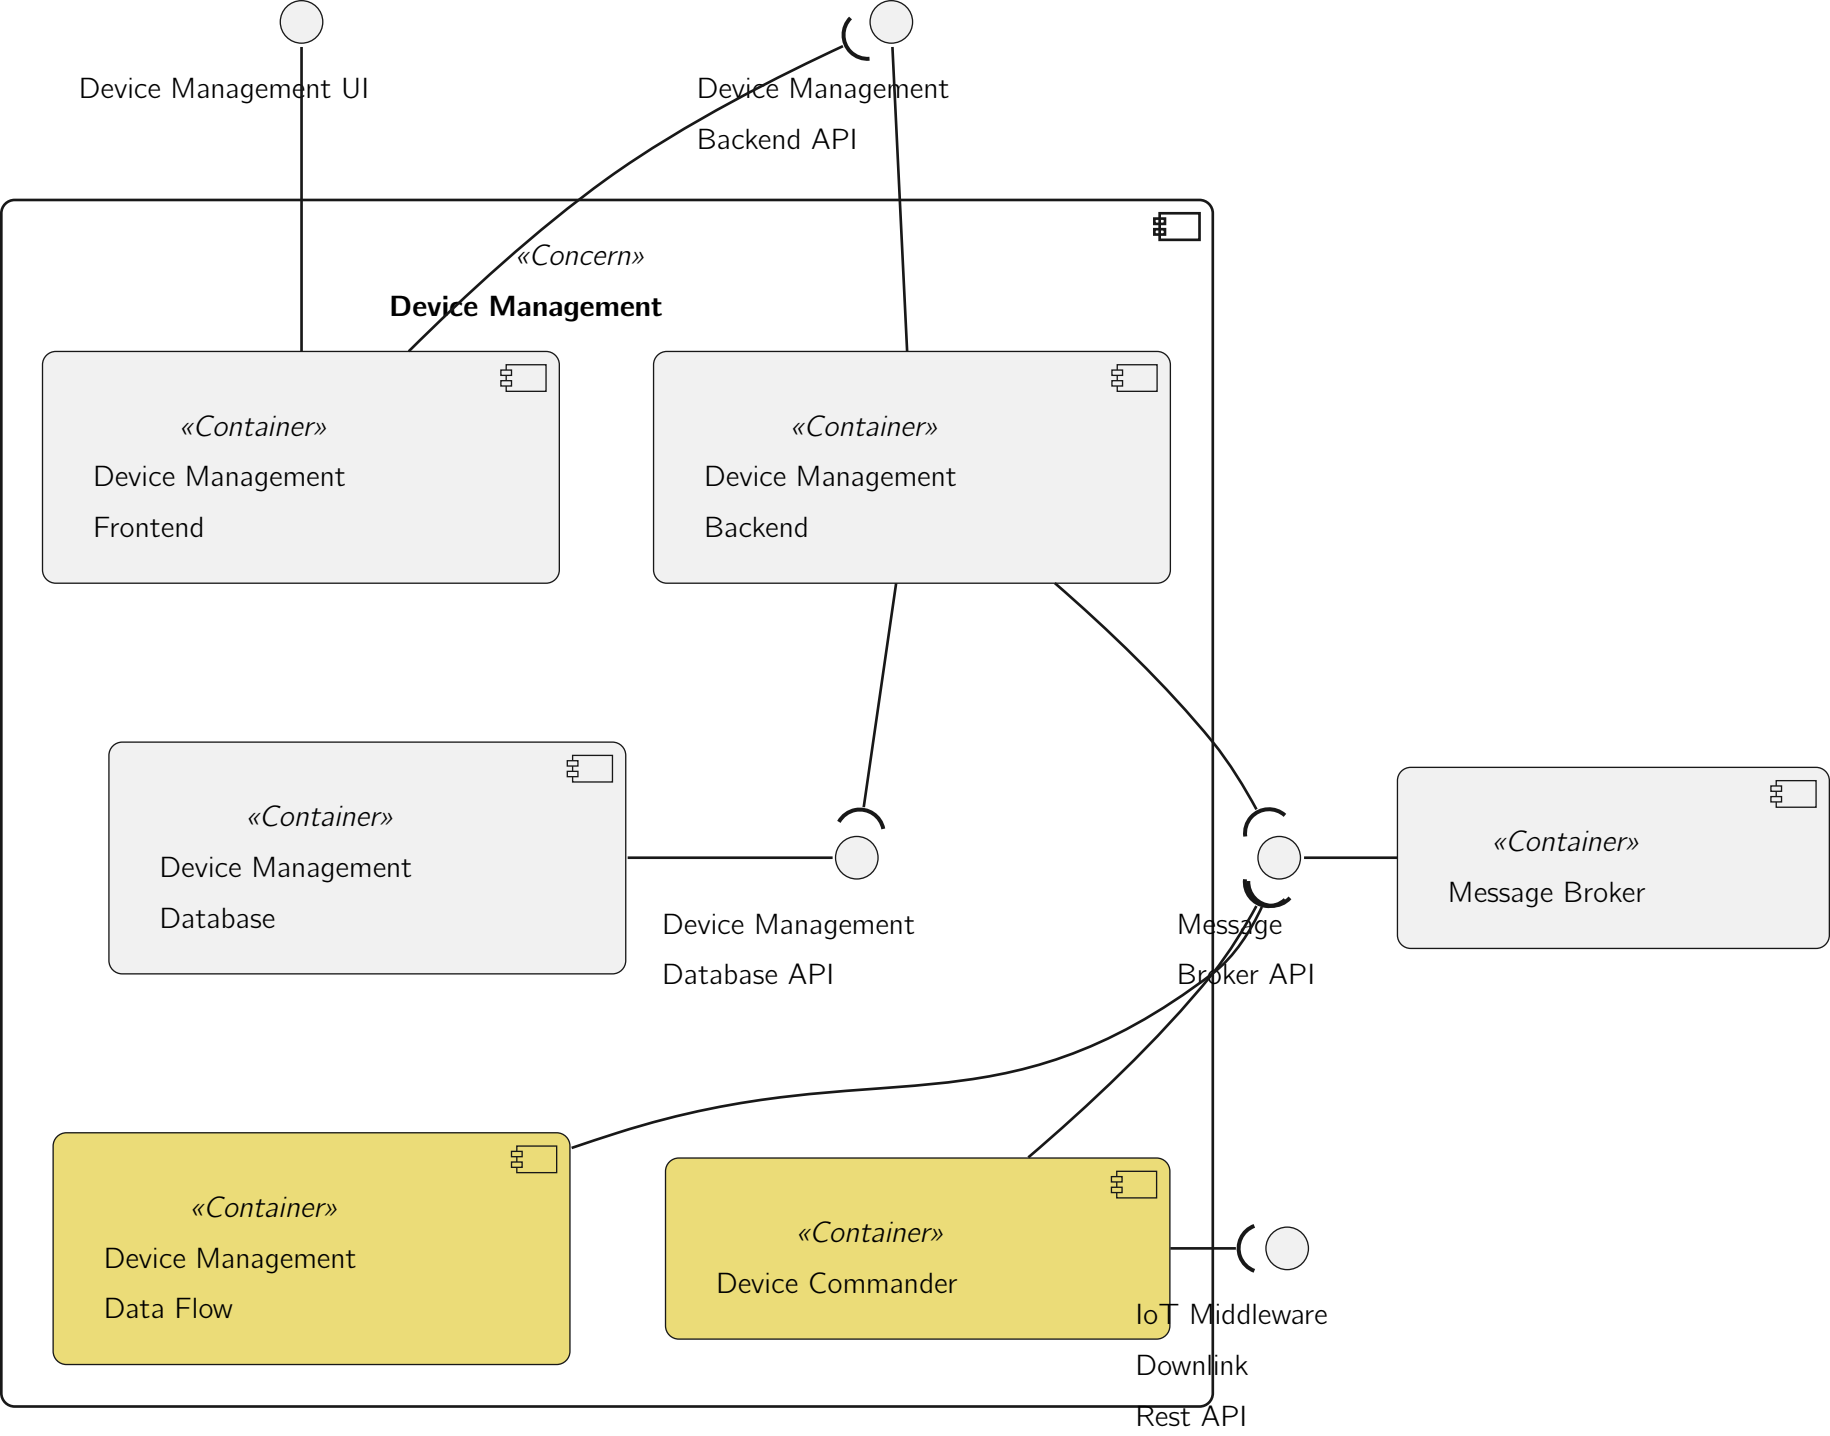 Device Management UI
Device Management
Backend API
«Concern»
Device Management
«Container»
Device Management
Frontend
«Container»
Device Management
Backend
«Container»
Device Management
Database
Device Management
Database API
Message
Broker API
«Container»
Message Broker
«Container»
Device Management
Data Flow
«Container»
Device Commander
IoT Middleware
Downlink
Rest API